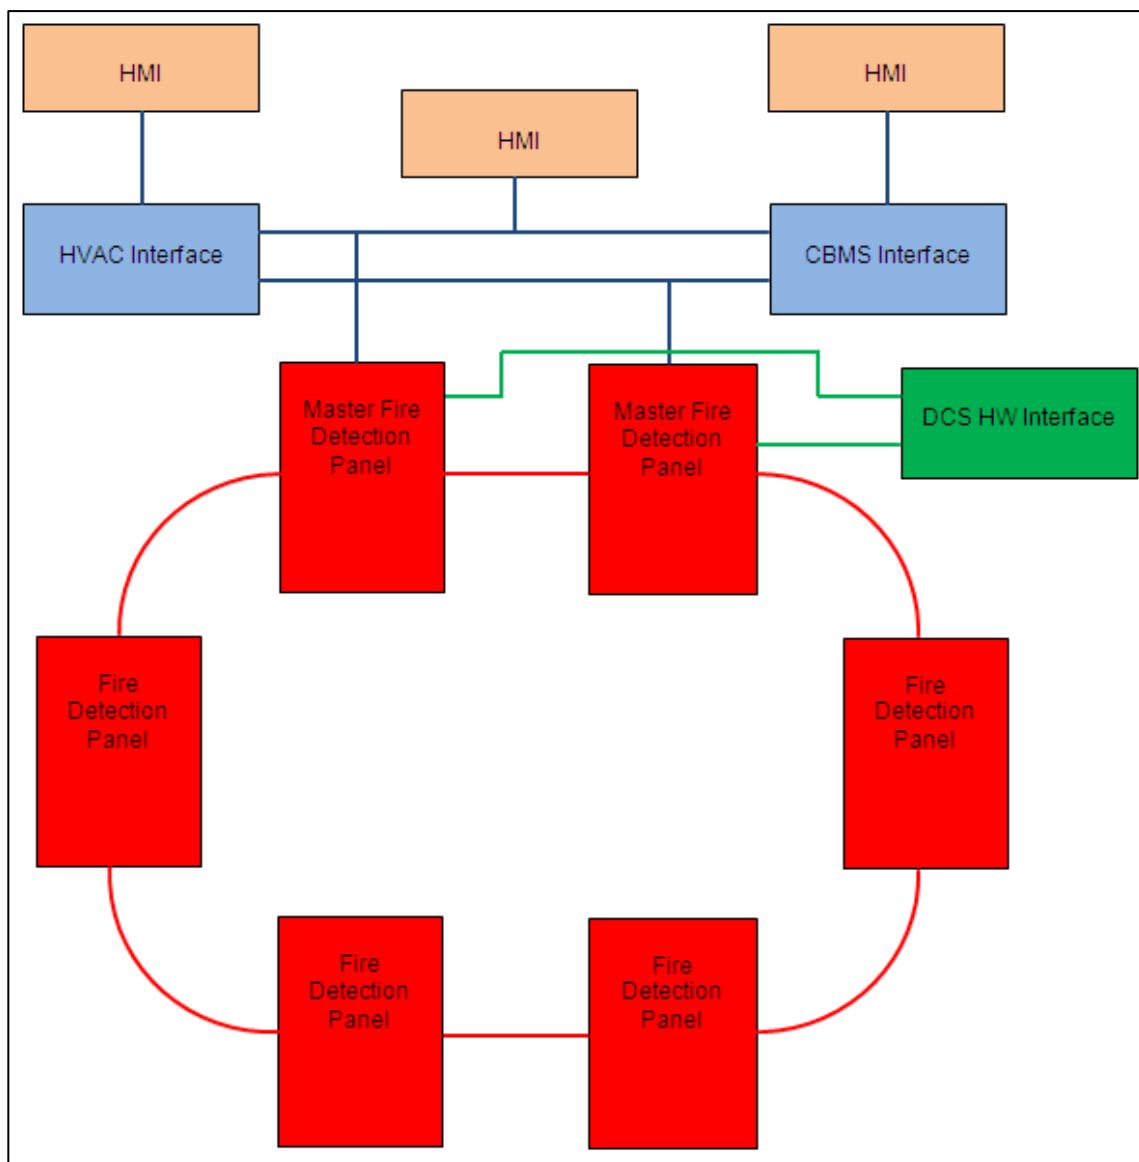 HMI
HMI
HMI
HVAC Interface
CBMS Interface
Master Fire
Detection
Panel
Master Fire
Detection
Panel
DCS HW Interface
Fire
Detection
Panel
Fire
Detection
Panel
Fire
Detection
Panel
Fire
Detection
Panel